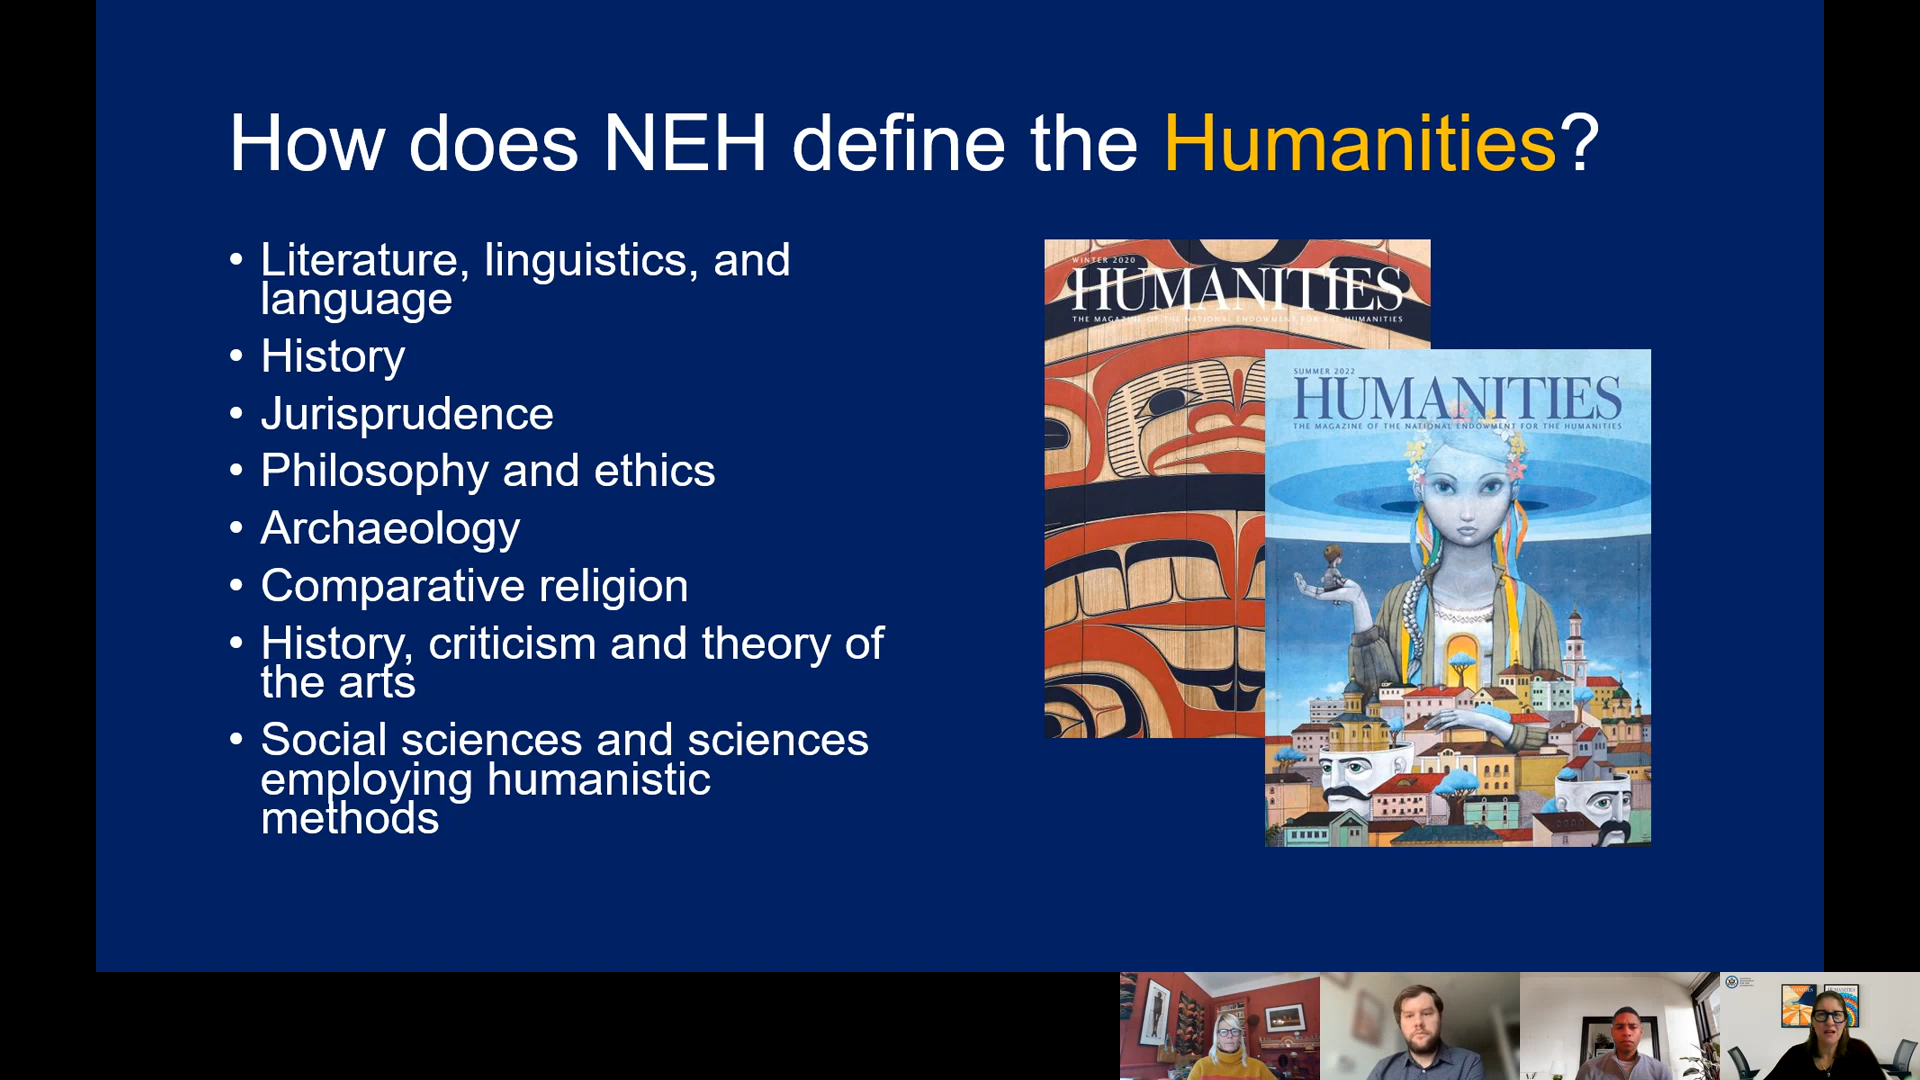 How does NEH define the Humanities?
• Literature, linguistics, and
language
• History
• Jurisprudence
• Philosophy and ethics
• Archaeology
• Comparative religion
• History, criticism and theory of
the arts
• Social sciences and sciences
employing humanistic
methods
WINTER 2020
HUMANITIES
THE MAGAZINE OF THE NATIONAL ENDOWMENT FOR THE HUMANITIES
SUMMER 2022
HUMANITIES
THE MAGAZINE OF THE NATIONAL ENDOWMENT FOR THE HUMANITIES